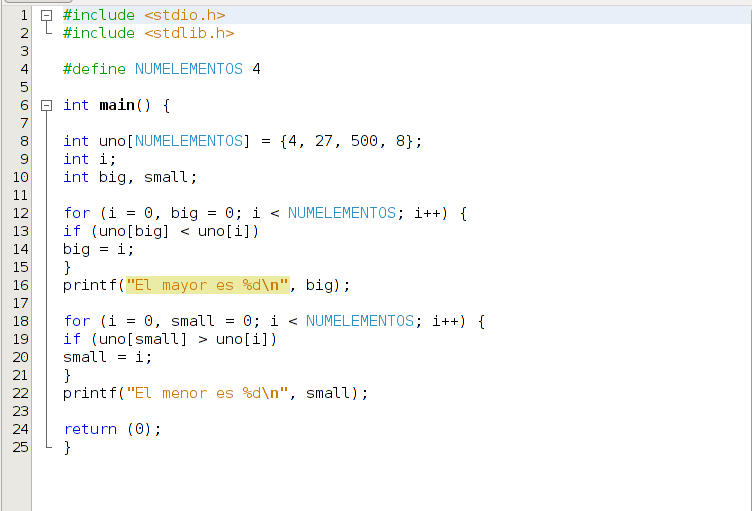 1 #include <stdio.h>
2 #include <stdlib.h>
3
4 #define NUMELEMENTOS 4
5
6 int main() {
7
8 int uno[NUMELEMENTOS] = {4, 27, 500, 8};
9 int i;
10 int big, small;
11
12 for (i = 0, big = 0; i < NUMELEMENTOS; i++) {
13 if (uno[big] < uno[i])
14 big = i;
15 }
16 printf("El mayor es %d\n", big);
17
18 for (i = 0, small = 0; i < NUMELEMENTOS; i++) {
19 if (uno[small] > uno[i])
20 small = i;
21 }
22 printf("El menor es %d\n", small);
23
24 return (0);
25 }